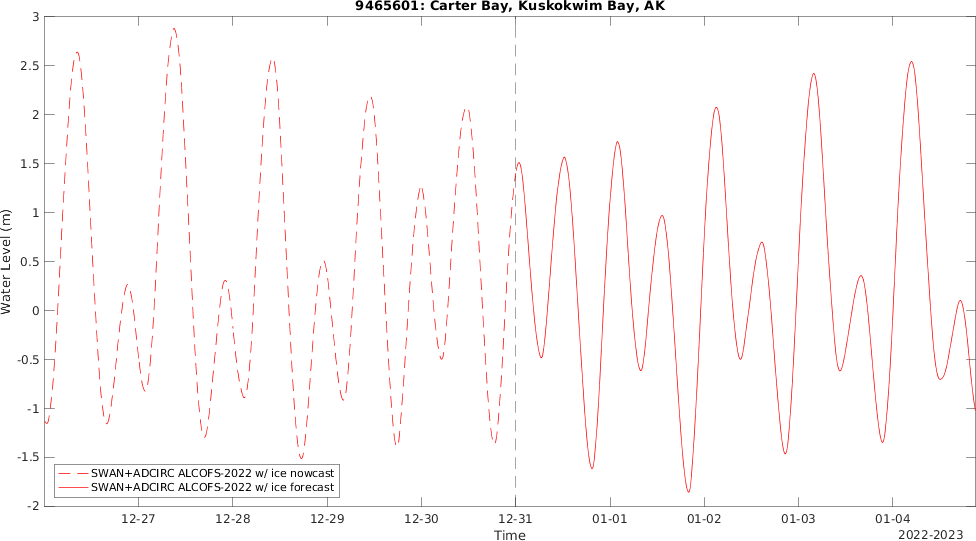 9465601: Carter Bay, Kuskokwim Bay, AK
Water Level (m)
3
2.5
2
1.5
1
0.5
0
-0.5
-1
-1.5
-2
SWAN+ADCIRC ALCOFS-2022 w/ ice nowcast
SWAN+ADCIRC ALCOFS-2022 w/ ice forecast
12-27 12-28 12-29 12-30 12-31 01-01 01-02 01-03 01-04
Time
2022-2023